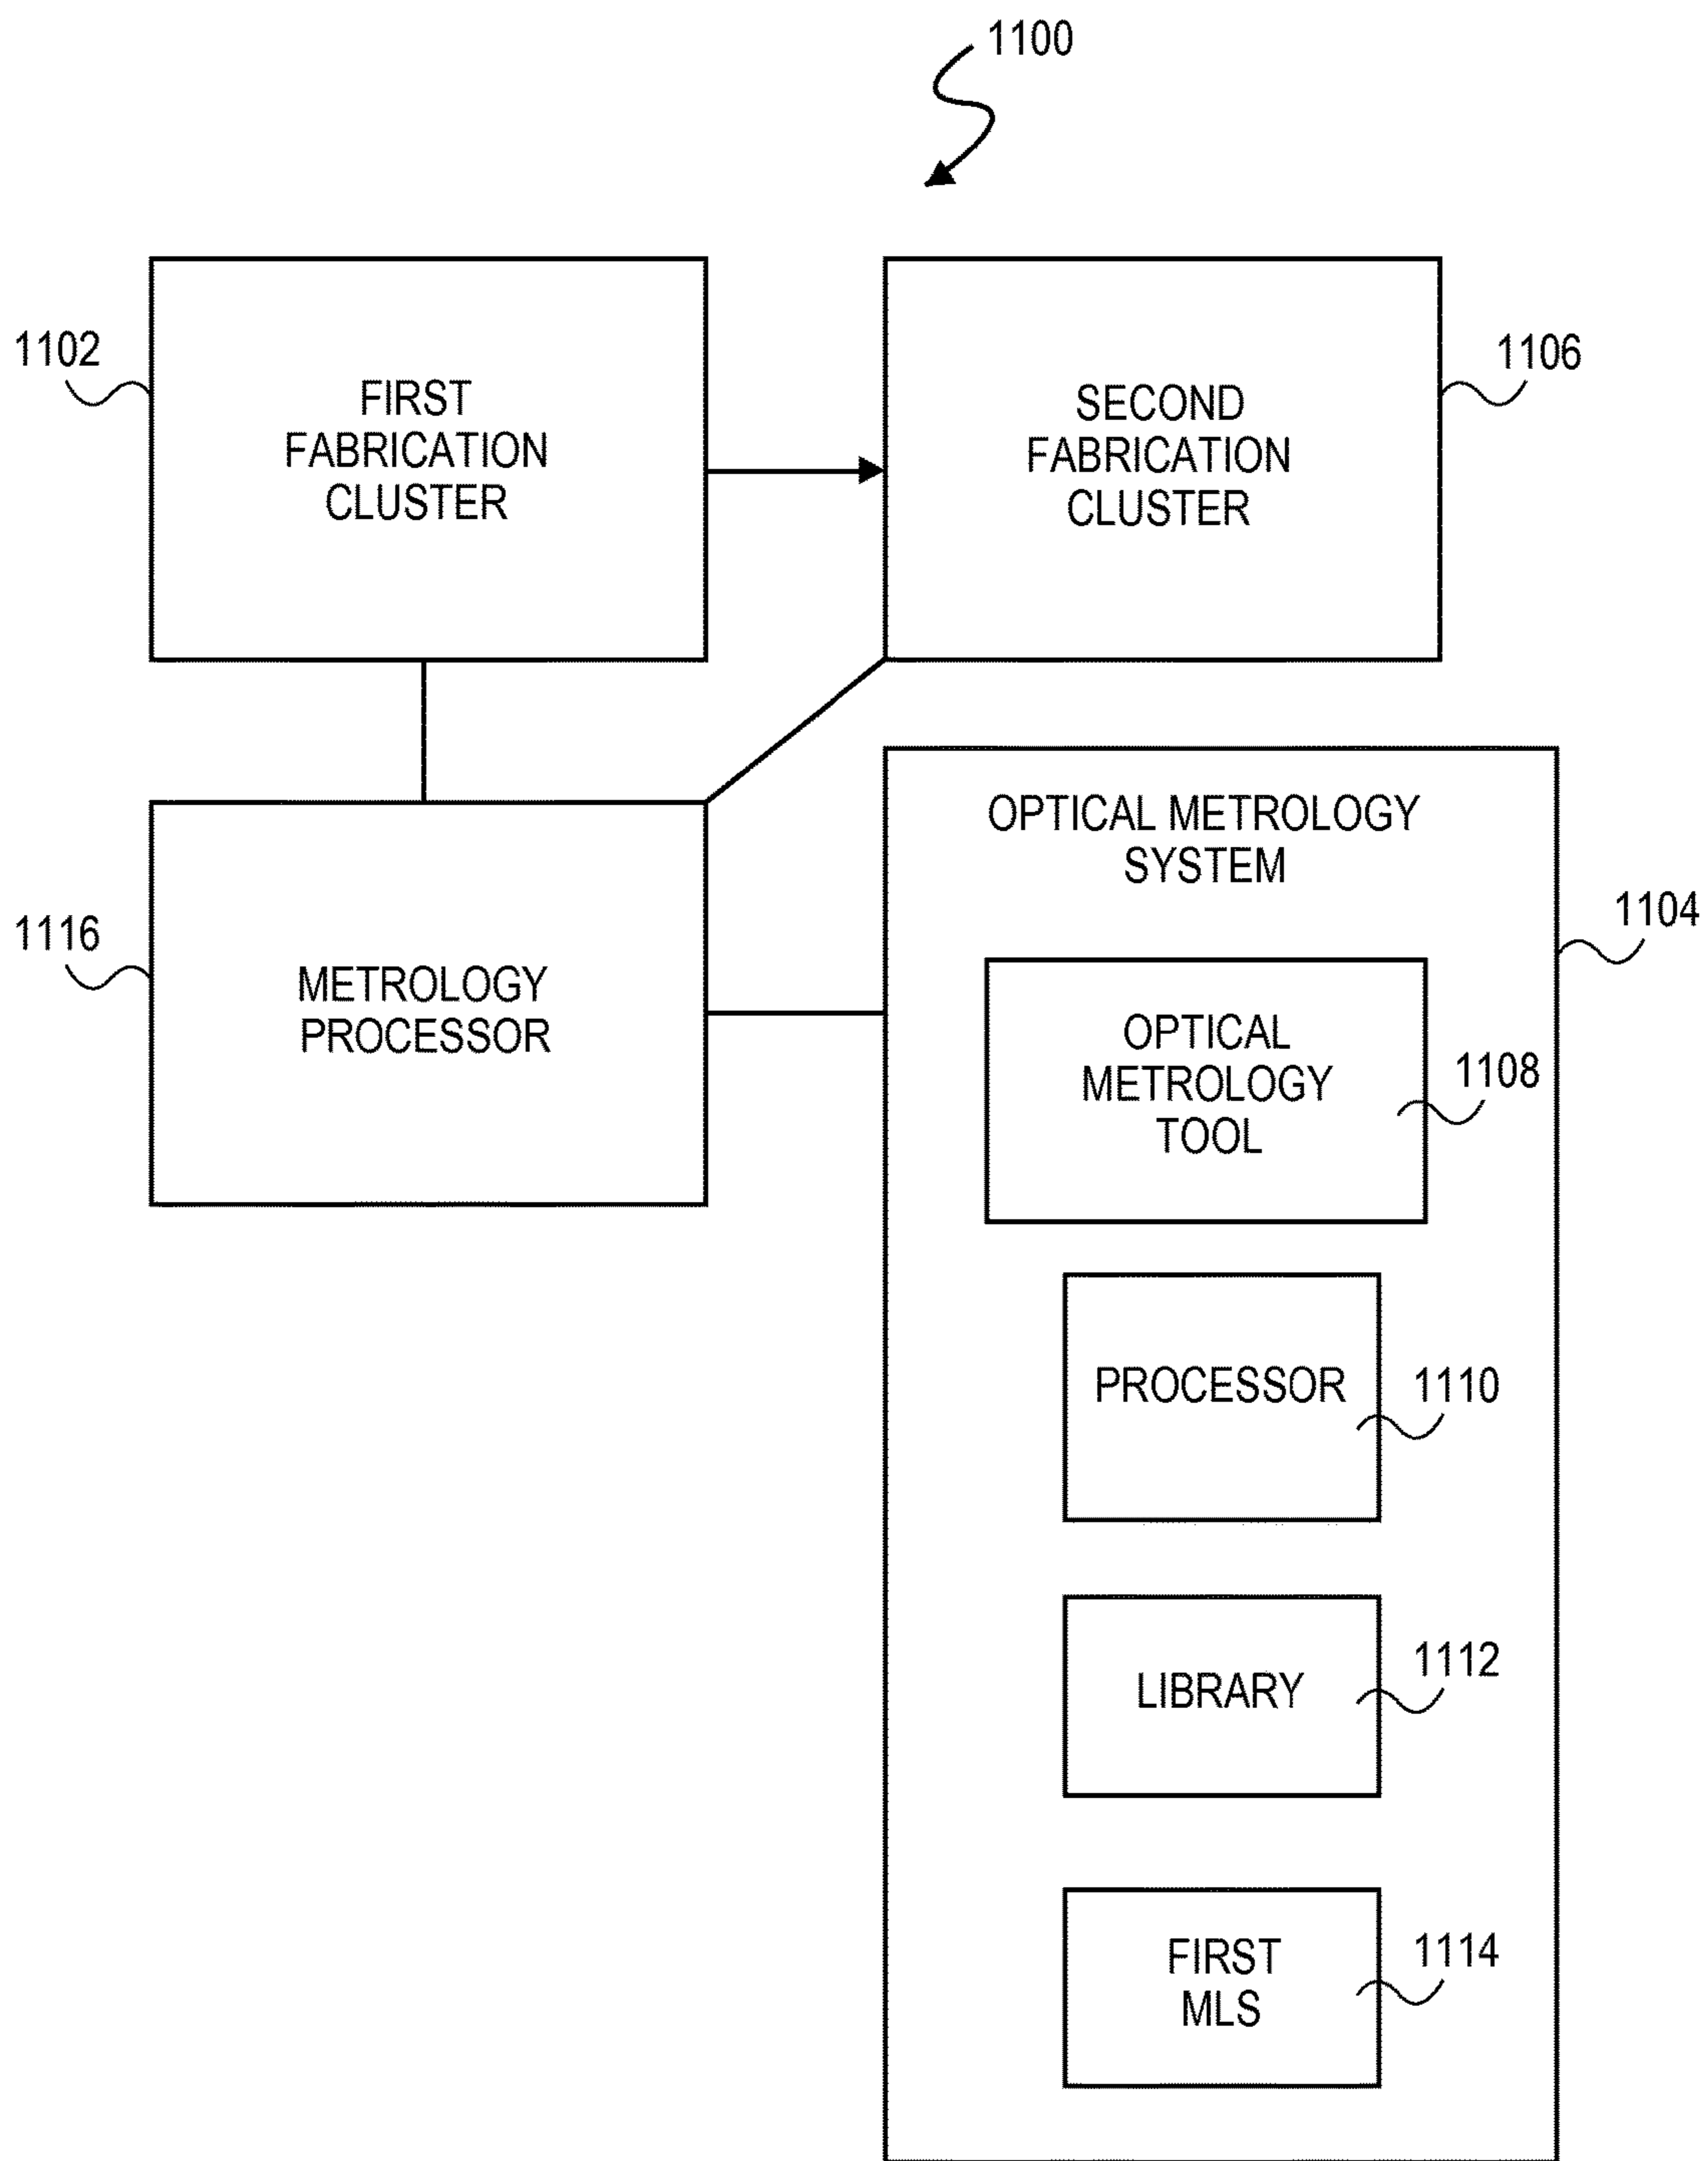 1100
1102
FIRST
FABRICATION
CLUSTER
SECOND
FABRICATION
CLUSTER
1106
1116
METROLOGY
PROCESSOR
OPTICAL METROLOGY
SYSTEM
1104
OPTICAL
METROLOGY
TOOL
1108
PROCESSOR
1110
LIBRARY
1112
FIRST
MLS
1114